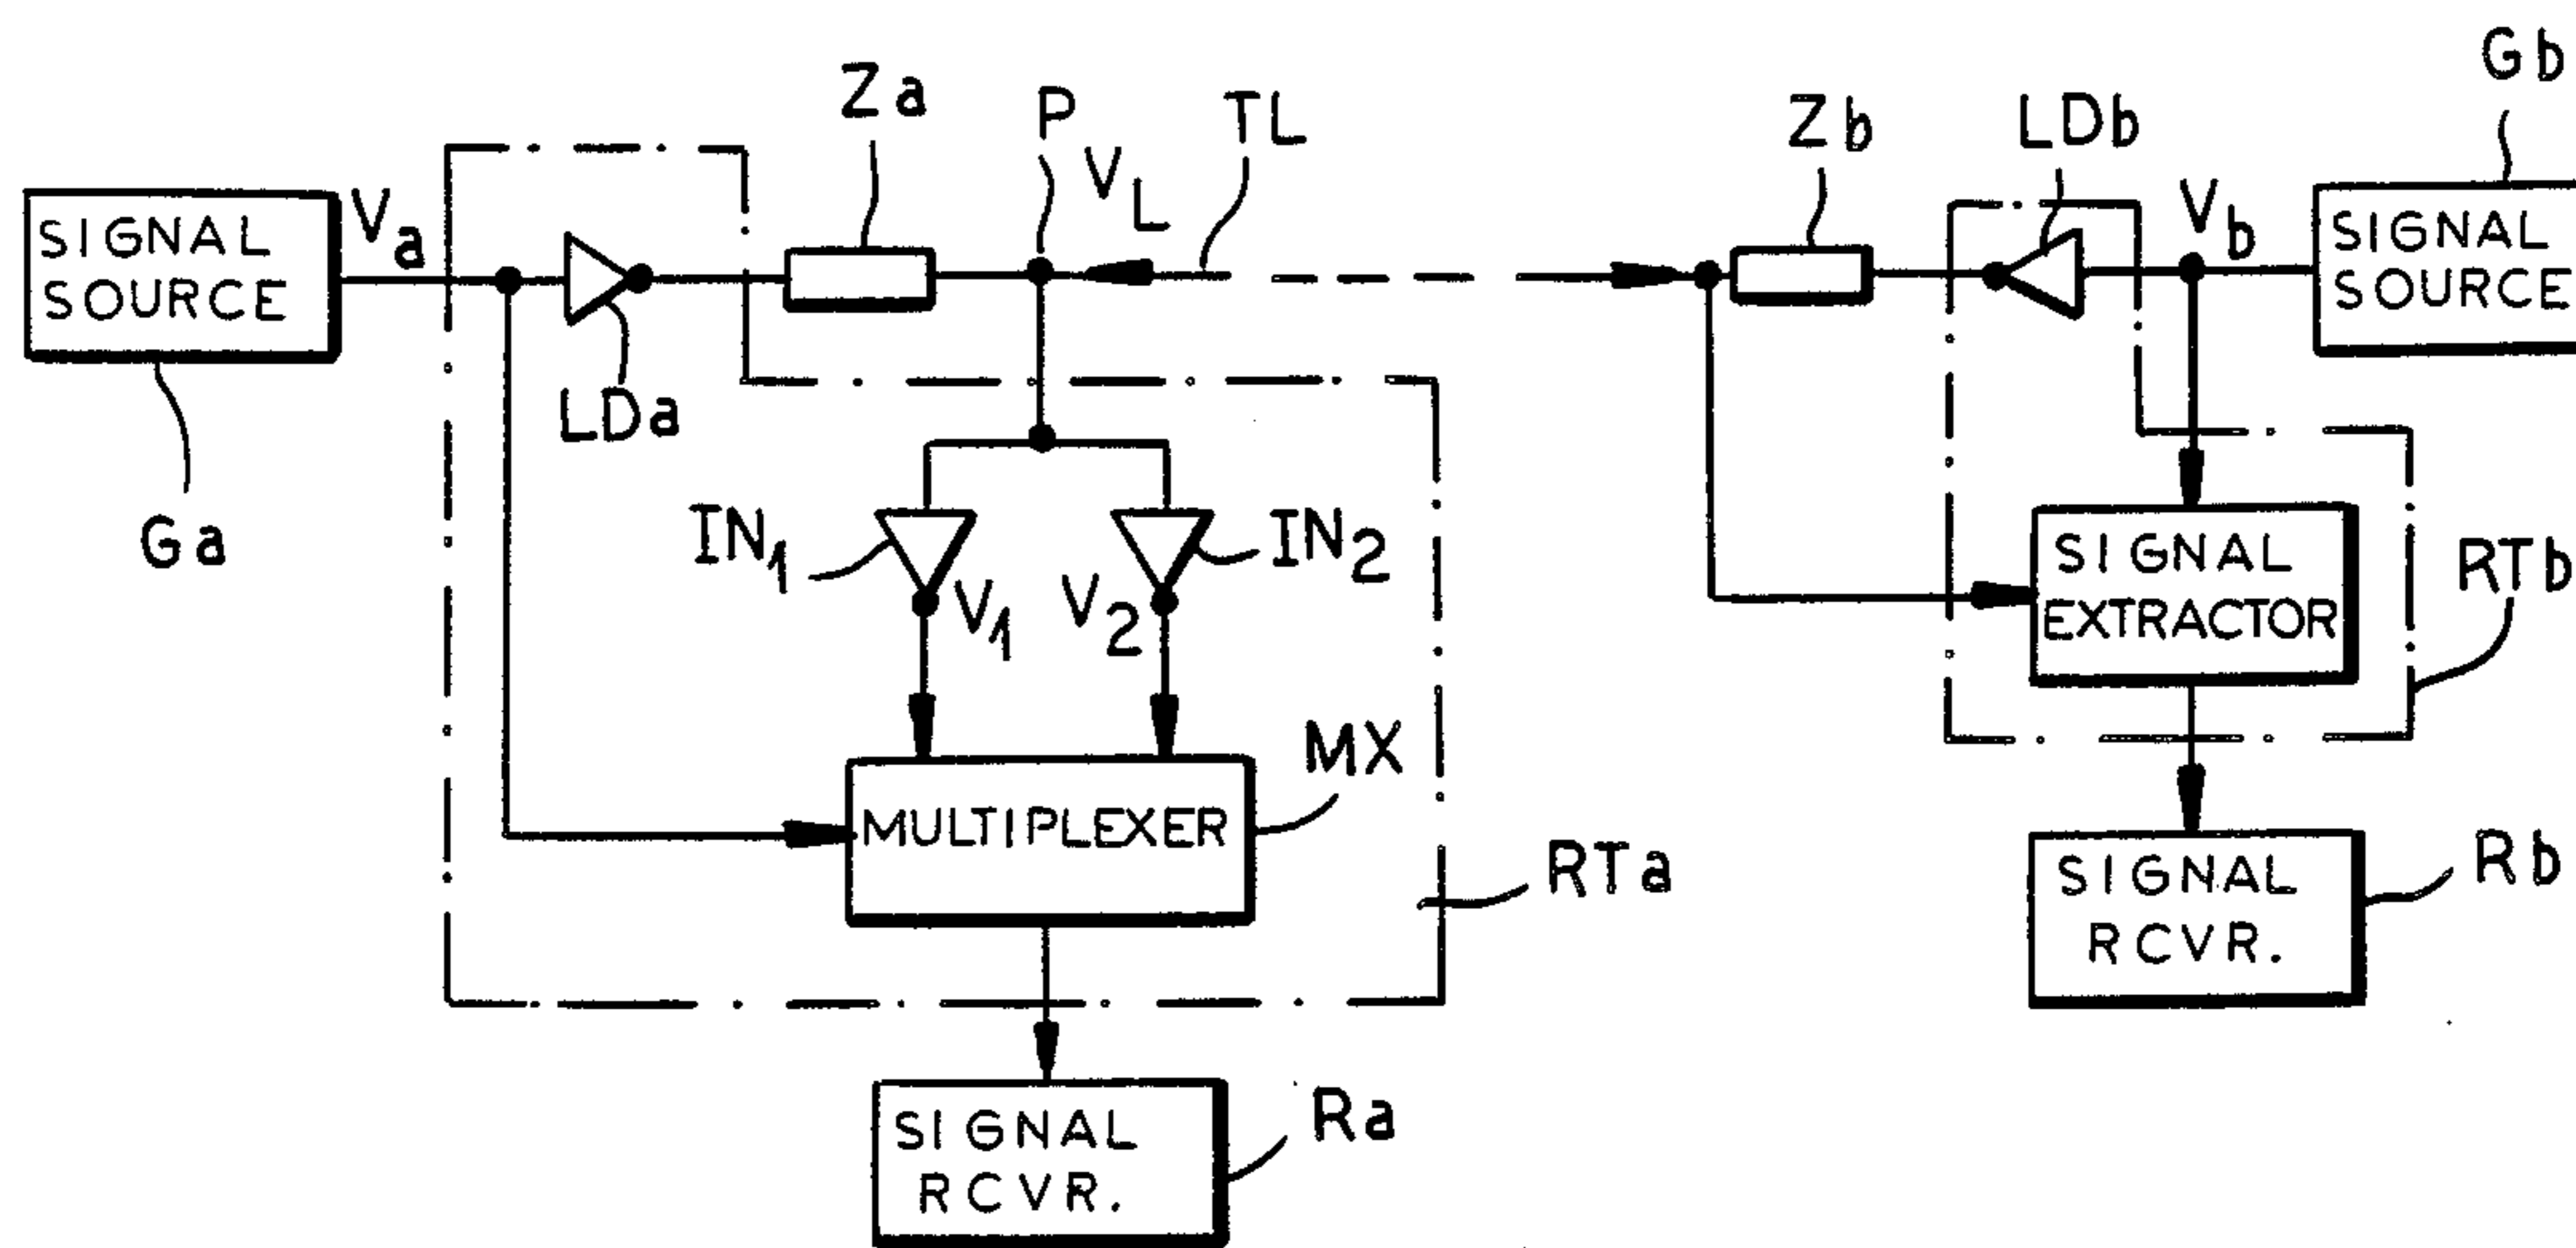 Gb
Za
P
TL
Zb
LDb
VL
Va
Vb
SIGNAL
SOURCE
SIGNAL
SOURCE
LDa
Ga
IN1
IN2
V1
V2
SIGNAL
EXTRACTOR
RTb
MX
MULTIPLEXER
RTa
SIGNAL
RCVR.
Rb
SIGNAL
RCVR.
Ra